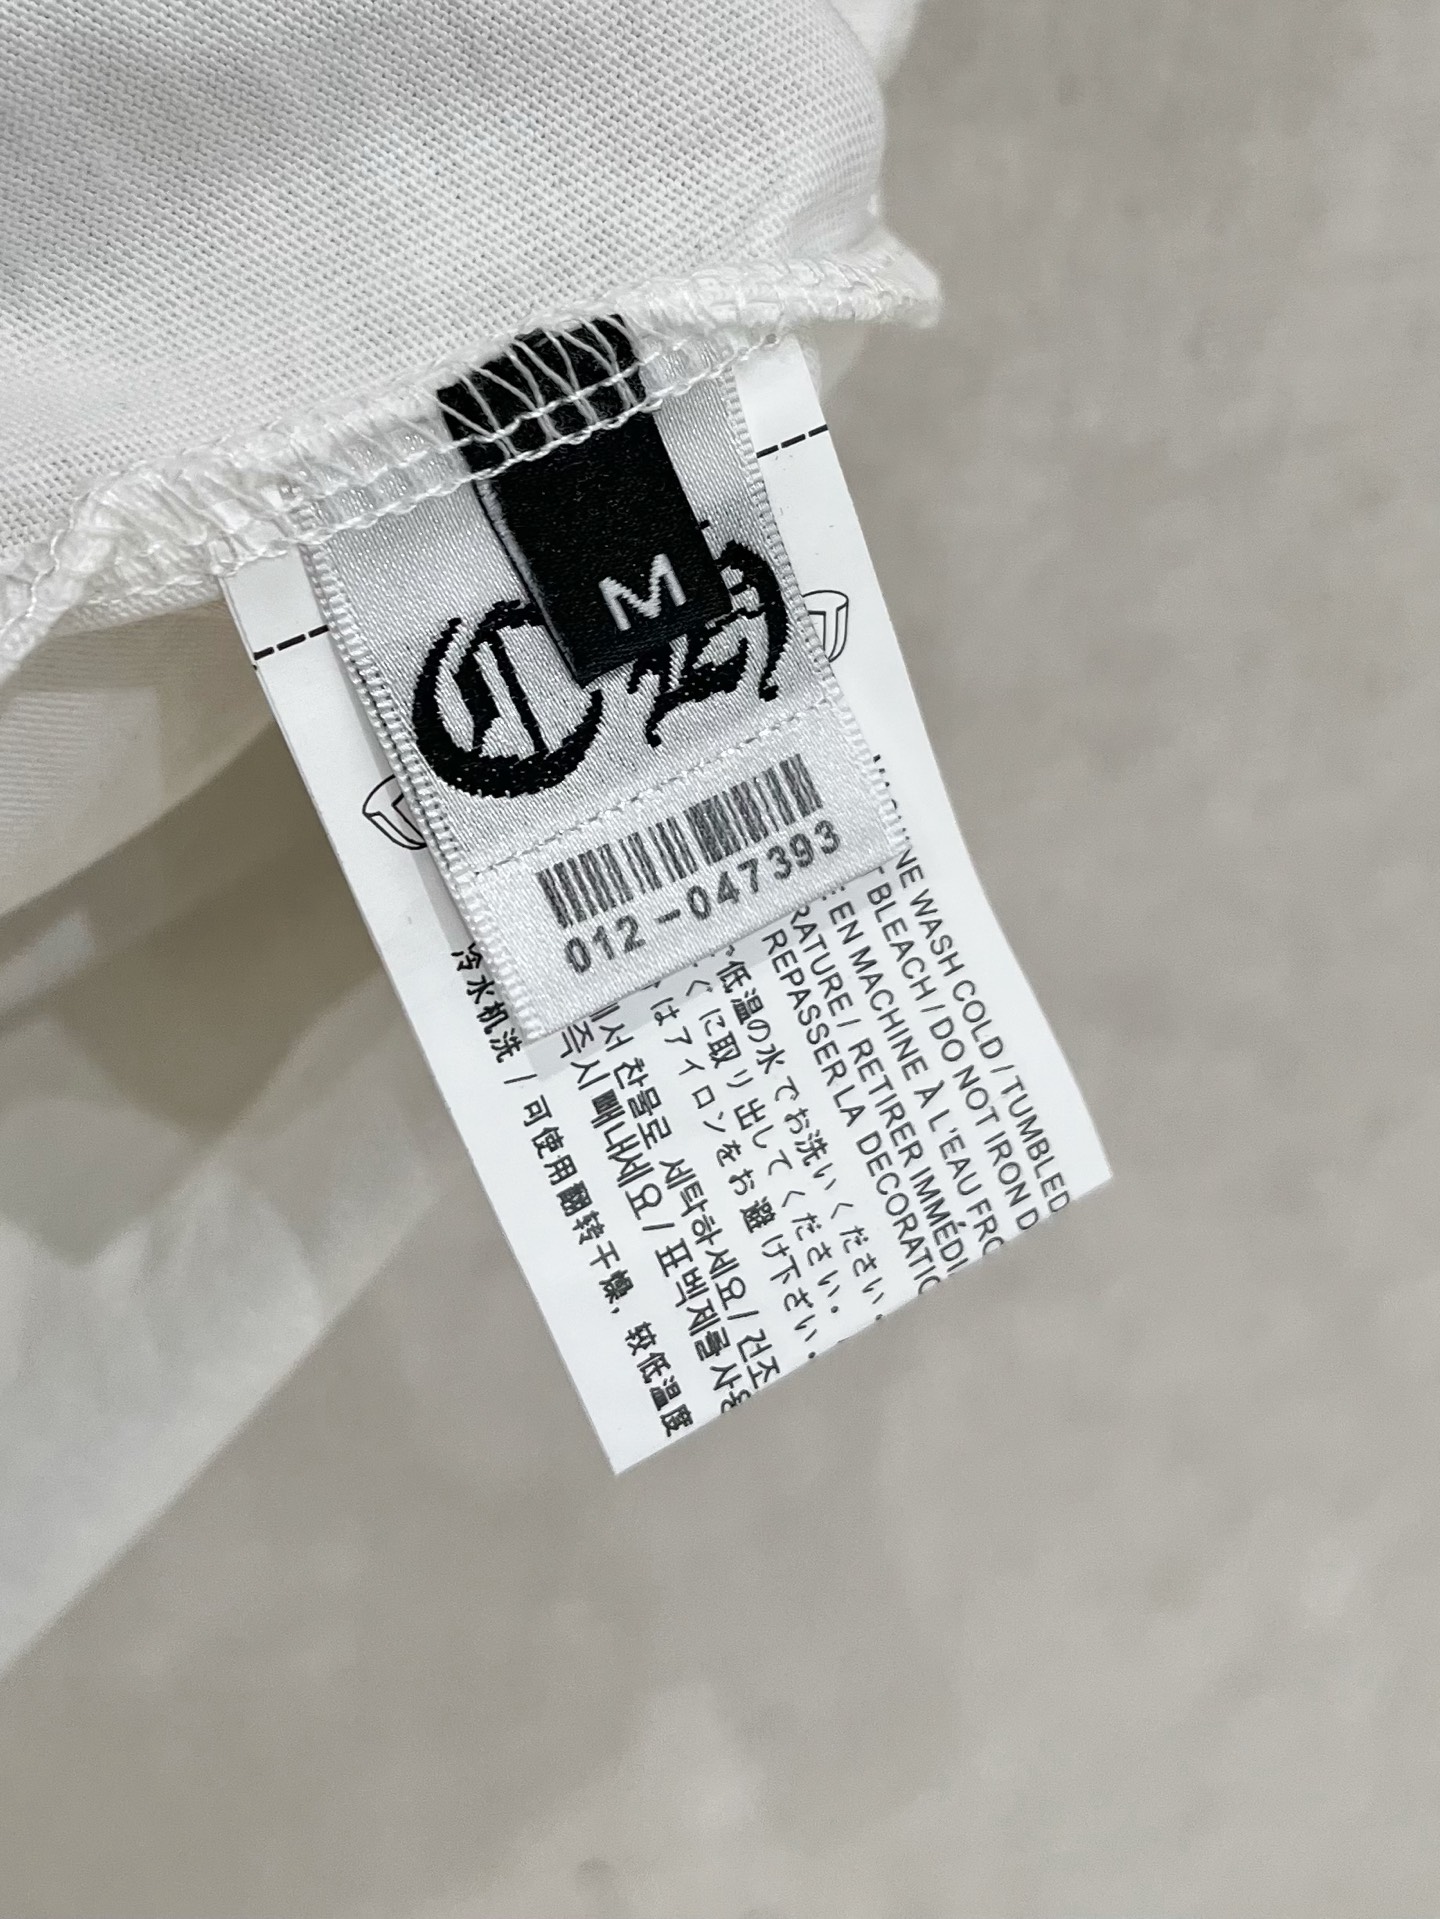 M
012-047393
WASH COLD / TUMBLED
BLEACH / DO NOT IRON D
EN MACHINE À L'EAU FRO
RATURE / RETIRER IMMÉDI
REPASSER LA DECORATIO
低温の水でお洗いください。
ぐに取り出してください。
はアイロンをお避け下さい。
에서 찬물로 세탁하세요/ 건조
즉시 빼내세요/ 표백제를 사용
冷水机洗 / 可使用翻转干燥，较低温度